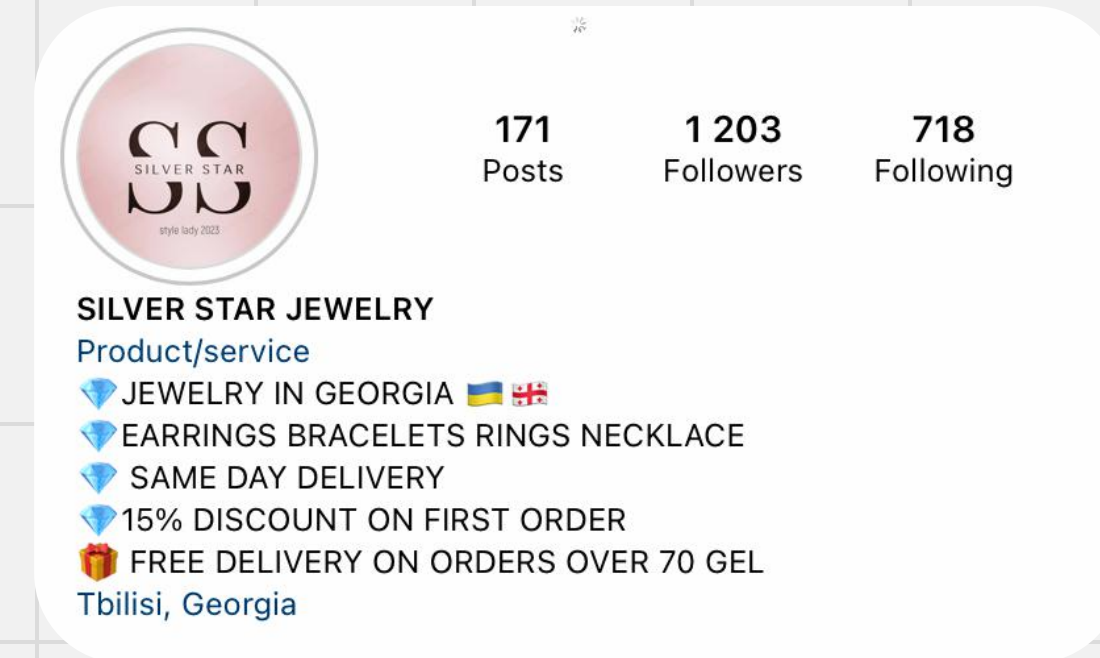 SS
SILVER STAR
style lady 2023
171
Posts
1 203
Followers
718
Following
SILVER STAR JEWELRY
Product/service
💎JEWELRY IN GEORGIA 🇺🇦🇬🇪
💎EARRINGS BRACELETS RINGS NECKLACE
💎 SAME DAY DELIVERY
💎15% DISCOUNT ON FIRST ORDER
🎁 FREE DELIVERY ON ORDERS OVER 70 GEL
Tbilisi, Georgia